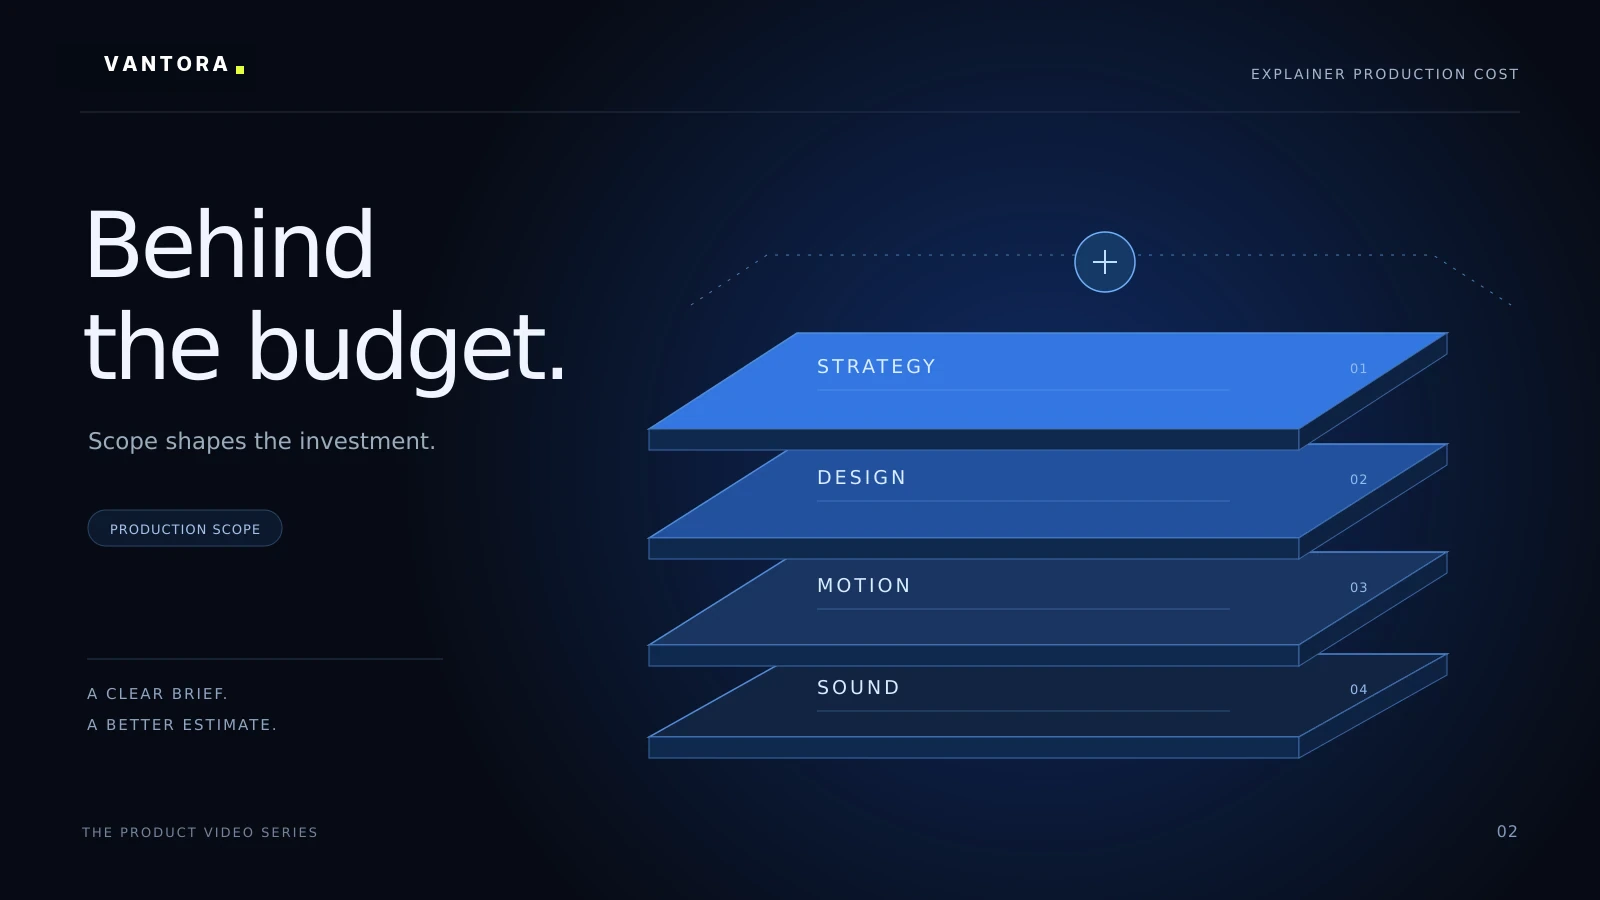 VANTORA
EXPLAINER PRODUCTION COST
Behind
the budget.
Scope shapes the investment.
PRODUCTION SCOPE
A CLEAR BRIEF.
A BETTER ESTIMATE.
STRATEGY 01
DESIGN 02
MOTION 03
SOUND 04
THE PRODUCT VIDEO SERIES
02